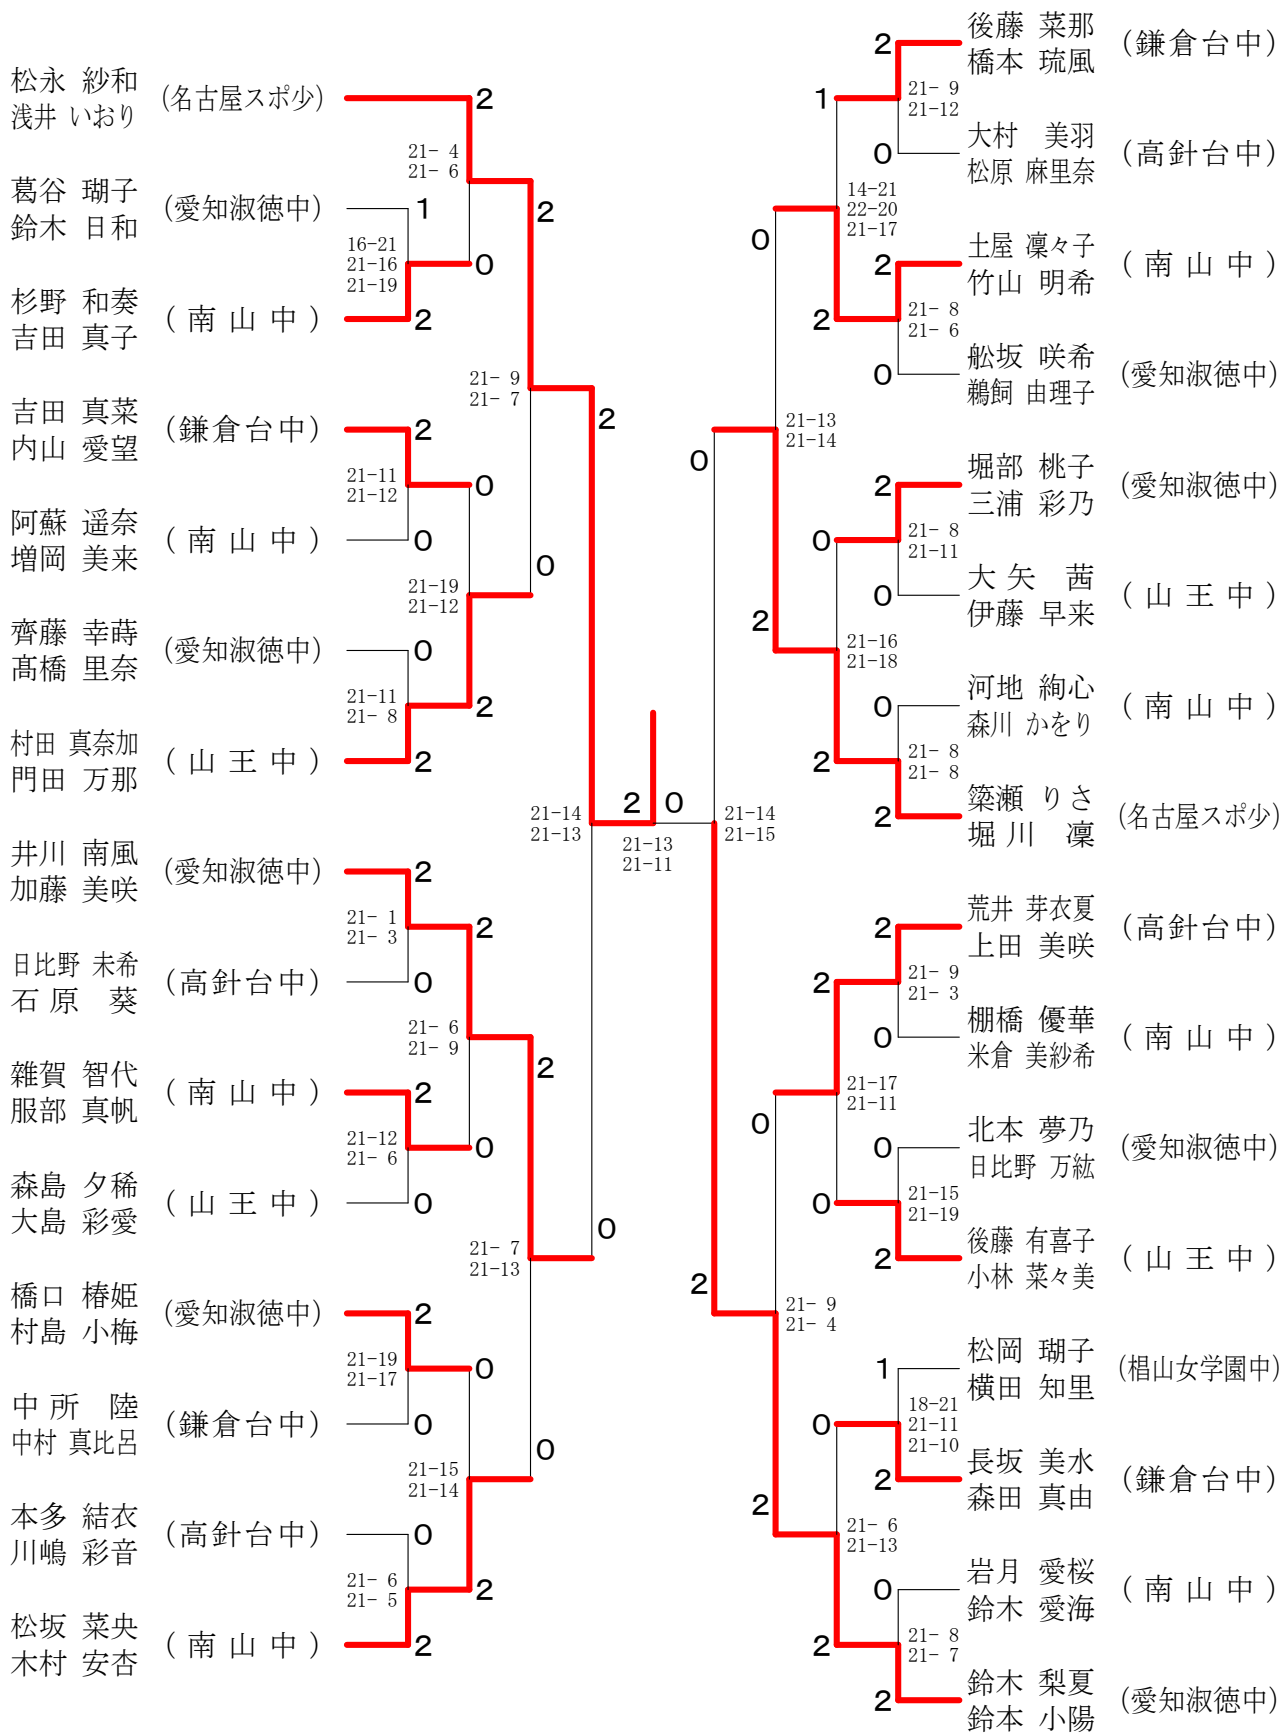 松永 紗和
浅井 いおり
(名古屋スポ少)
2
21- 4
21- 6
葛谷 瑚子
鈴木 日和
(愛知淑徳中)
1
2
16-21
21-16
21-19
0
杉野 和奏
吉田 真子
(南山中)
2
21- 9
21- 7
2
吉田 真菜
内山 愛望
(鎌倉台中)
2
21-11
21-12
0
阿蘇 遥奈
増岡 美来
(南山中)
0
21-19
21-12
0
齊藤 幸蒔
髙橋 里奈
(愛知淑徳中)
0
21-11
21- 8
2
村田 真奈加
門田 万那
(山王中)
2
21-14
21-13
2
0
21-13
21-11
井川 南風
加藤 美咲
(愛知淑徳中)
2
21- 1
21- 3
2
日比野 未希
石原 葵
(高針台中)
0
21- 6
21- 9
2
雑賀 智代
服部 真帆
(南山中)
2
21-12
21- 6
0
森島 夕稀
大島 彩愛
(山王中)
0
0
21- 7
21-13
橋口 椿姫
村島 小梅
(愛知淑徳中)
2
21-19
21-17
0
中所 陸
中村 真比呂
(鎌倉台中)
0
21-15
21-14
0
本多 結衣
川嶋 彩音
(高針台中)
0
21- 6
21- 5
2
松坂 菜央
木村 安杏
(南山中)
2
後藤 菜那
橋本 琉風
(鎌倉台中)
2
1
21- 9
21-12
大村 美羽
松原 麻里奈
(高針台中)
0
14-21
22-20
21-17
0
土屋 凜々子
竹山 明希
(南山中)
2
21- 8
21- 6
2
舩坂 咲希
鵜飼 由理子
(愛知淑徳中)
0
21-13
21-14
0
堀部 桃子
三浦 彩乃
(愛知淑徳中)
2
21- 8
21-11
0
大矢 茜
伊藤 早来
(山王中)
0
2
21-16
21-18
河地 絢心
森川 かをり
(南山中)
0
21- 8
21- 8
2
簗瀬 りさ
堀川 凜
(名古屋スポ少)
2
21-14
21-15
荒井 芽衣夏
上田 美咲
(高針台中)
2
21- 9
21- 3
2
棚橋 優華
米倉 美紗希
(南山中)
0
21-17
21-11
0
北本 夢乃
日比野 万紘
(愛知淑徳中)
0
21-15
21-19
0
後藤 有喜子
小林 菜々美
(山王中)
2
2
21- 9
21- 4
松岡 瑚子
横田 知里
(椙山女学園中)
1
18-21
21-11
21-10
0
長坂 美水
森田 真由
(鎌倉台中)
2
2
21- 6
21-13
岩月 愛桜
鈴木 愛海
(南山中)
0
21- 8
21- 7
2
鈴木 梨夏
鈴本 小陽
(愛知淑徳中)
2